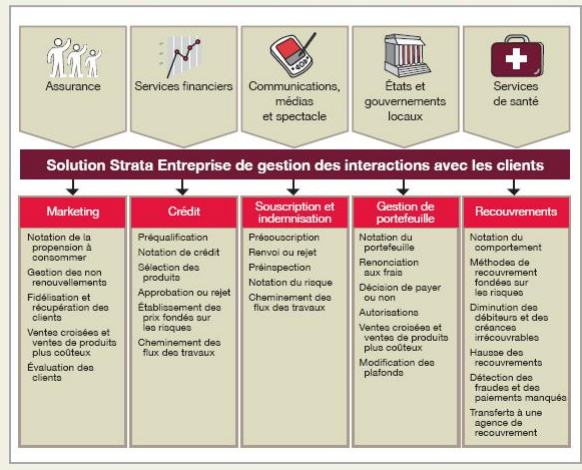 Assurance
Services financiers
Communications,
médias
et spectacle
États et
gouvernements
locaux
Services
de santé
Solution Strata Entreprise de gestion des interactions avec les clients
Marketing
Notation de la
propension à
consommer
Gestion des non
renouvellements
Fidélisation et
récupération des
clients
Ventes croisées et
ventes de produits
plus coûteux
Évaluation des
clients
Crédit
Préqualification
Notation de crédit
Sélection des
produits
Approbation ou rejet
Établissement des
prix fondés sur
les risques
Cheminement des
flux des travaux
Souscription et
indemnisation
Présouscription
Renvoi ou rejet
Préinspection
Notation du risque
Cheminement des
flux des travaux
Gestion de
portefeuille
Notation du
portefeuille
Renonciation
aux frais
Décision de payer
ou non
Autorisations
Ventes croisées et
ventes de produits
plus coûteux
Modification des
plafonds
Recouvrements
Notation du
comportement
Méthodes de
recouvrement
fondées sur
les risques
Diminution des
débiteurs et des
créances
irrécouvrables
Hausse des
recouvrements
Détection des
fraudes et des
paiements manqués
Transferts à une
agence de
recouvrement